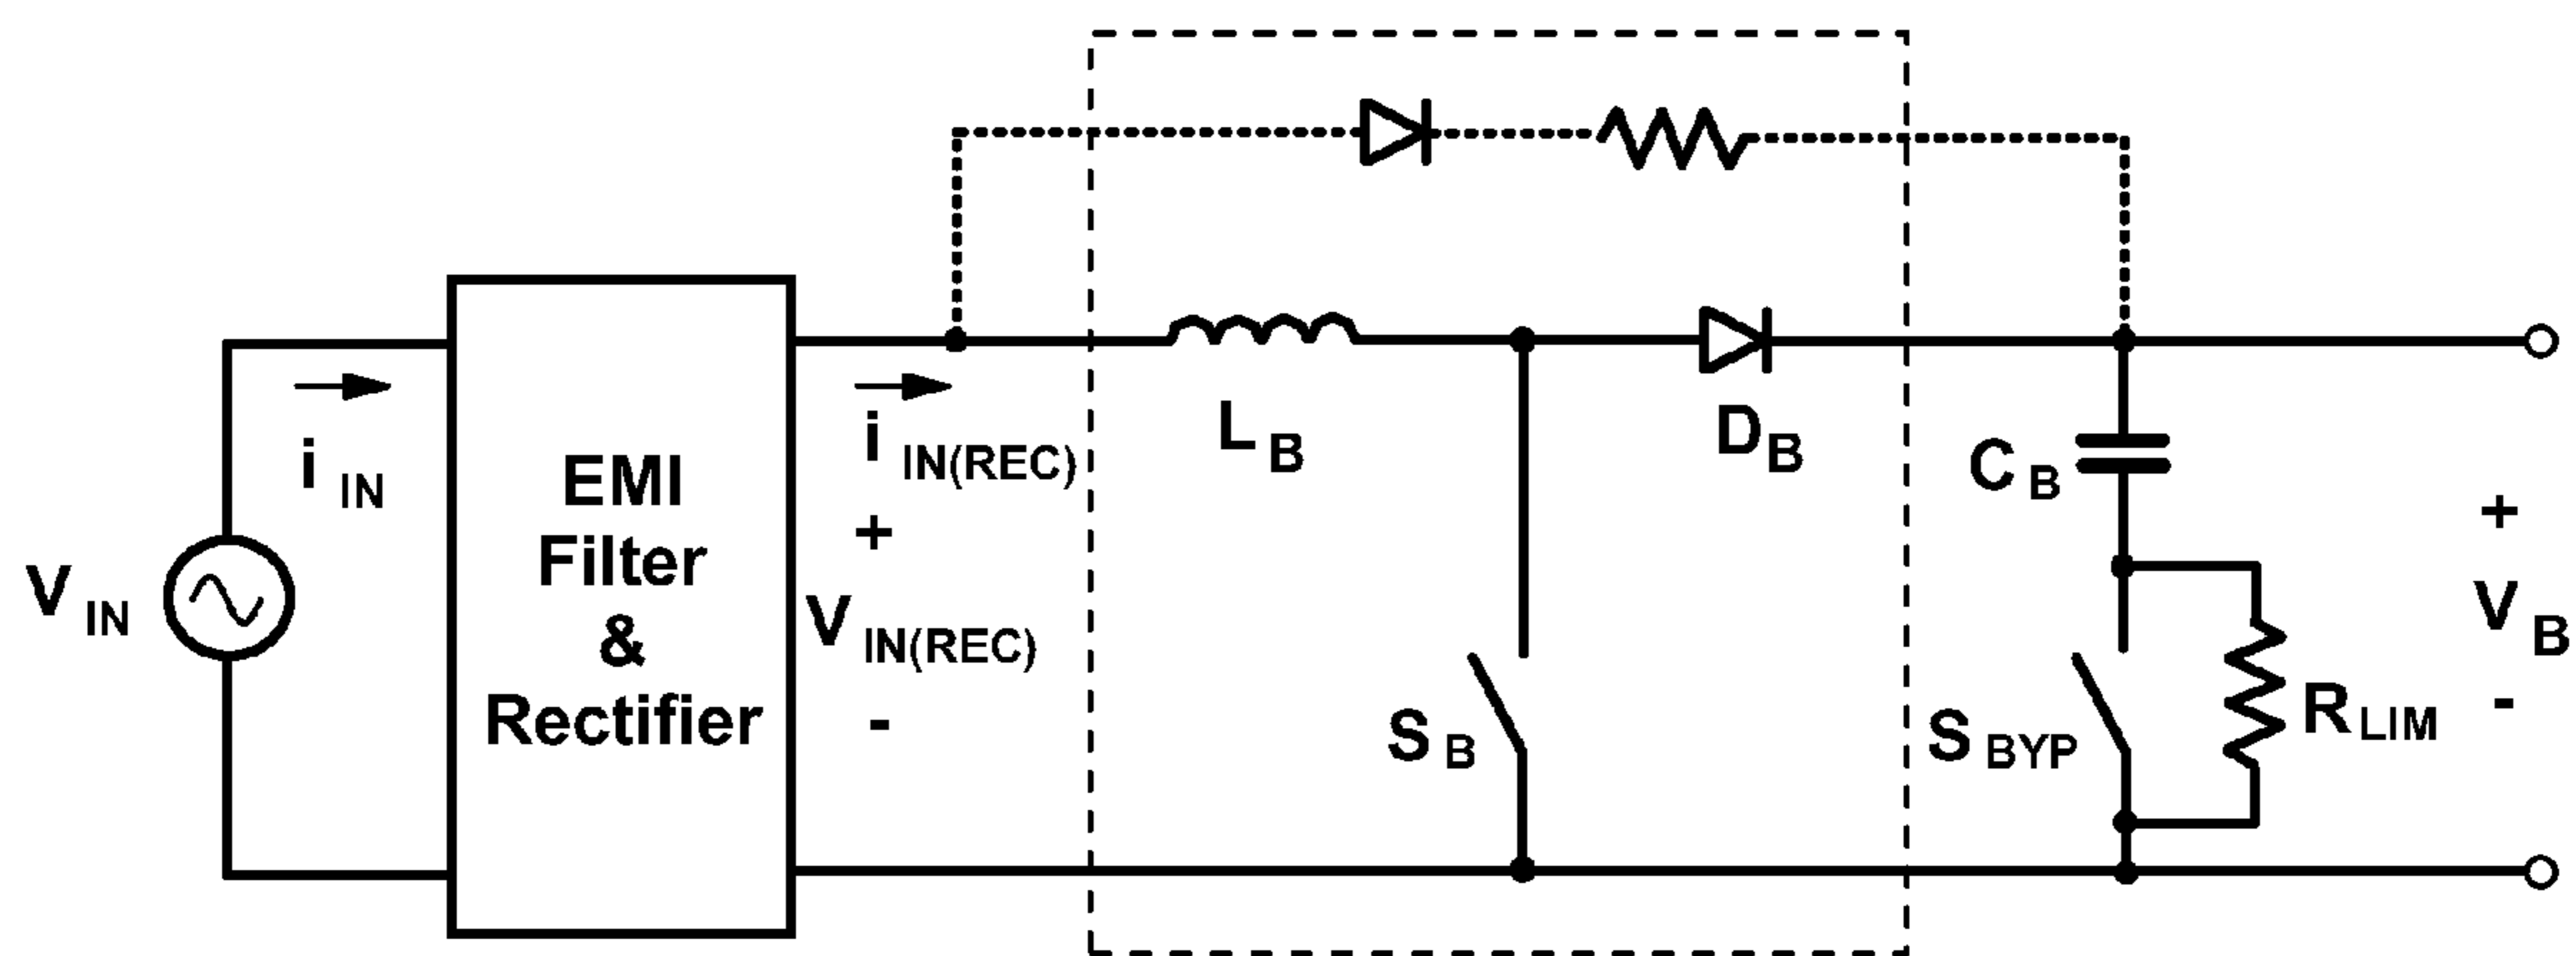 V IN
i IN
EMI
Filter
&
Rectifier
i IN(REC)
+
V IN(REC)
-
L B
S B
D B
C B
S BYP
R LIM
+
V B
-